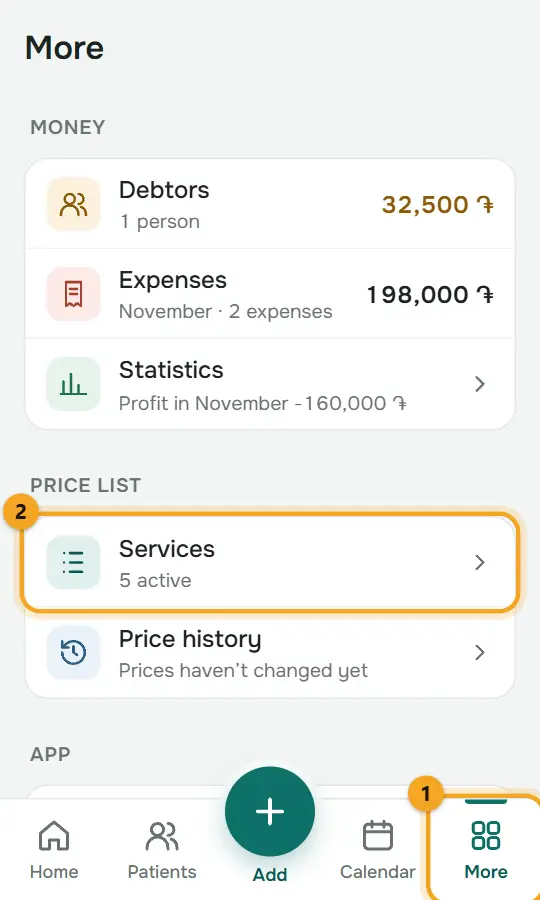 More
MONEY
Debtors
1 person
32,500 ֏
Expenses
November · 2 expenses
198,000 ֏
Statistics
Profit in November -160,000 ֏
PRICE LIST
2
Services
5 active
Price history
Prices haven’t changed yet
APP
1
Home
Patients
Add
Calendar
More